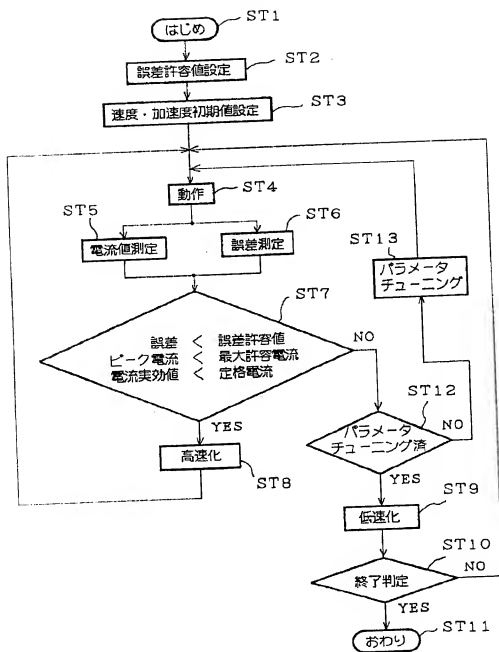 はじめ
ST1
誤差許容値設定
ST2
速度・加速度初期値設定
ST3
動作
ST4
ST5
電流値測定
ST6
誤差測定
ST7
誤差 < 誤差許容値
ピーク電流 < 最大許容電流
電流実効値 < 定格電流
NO
YES
高速化
ST8
ST13
パラメータ
チューニング
ST12
パラメータ
チューニング済
NO
YES
ST9
低速化
ST10
終了判定
NO
YES
おわり
ST11